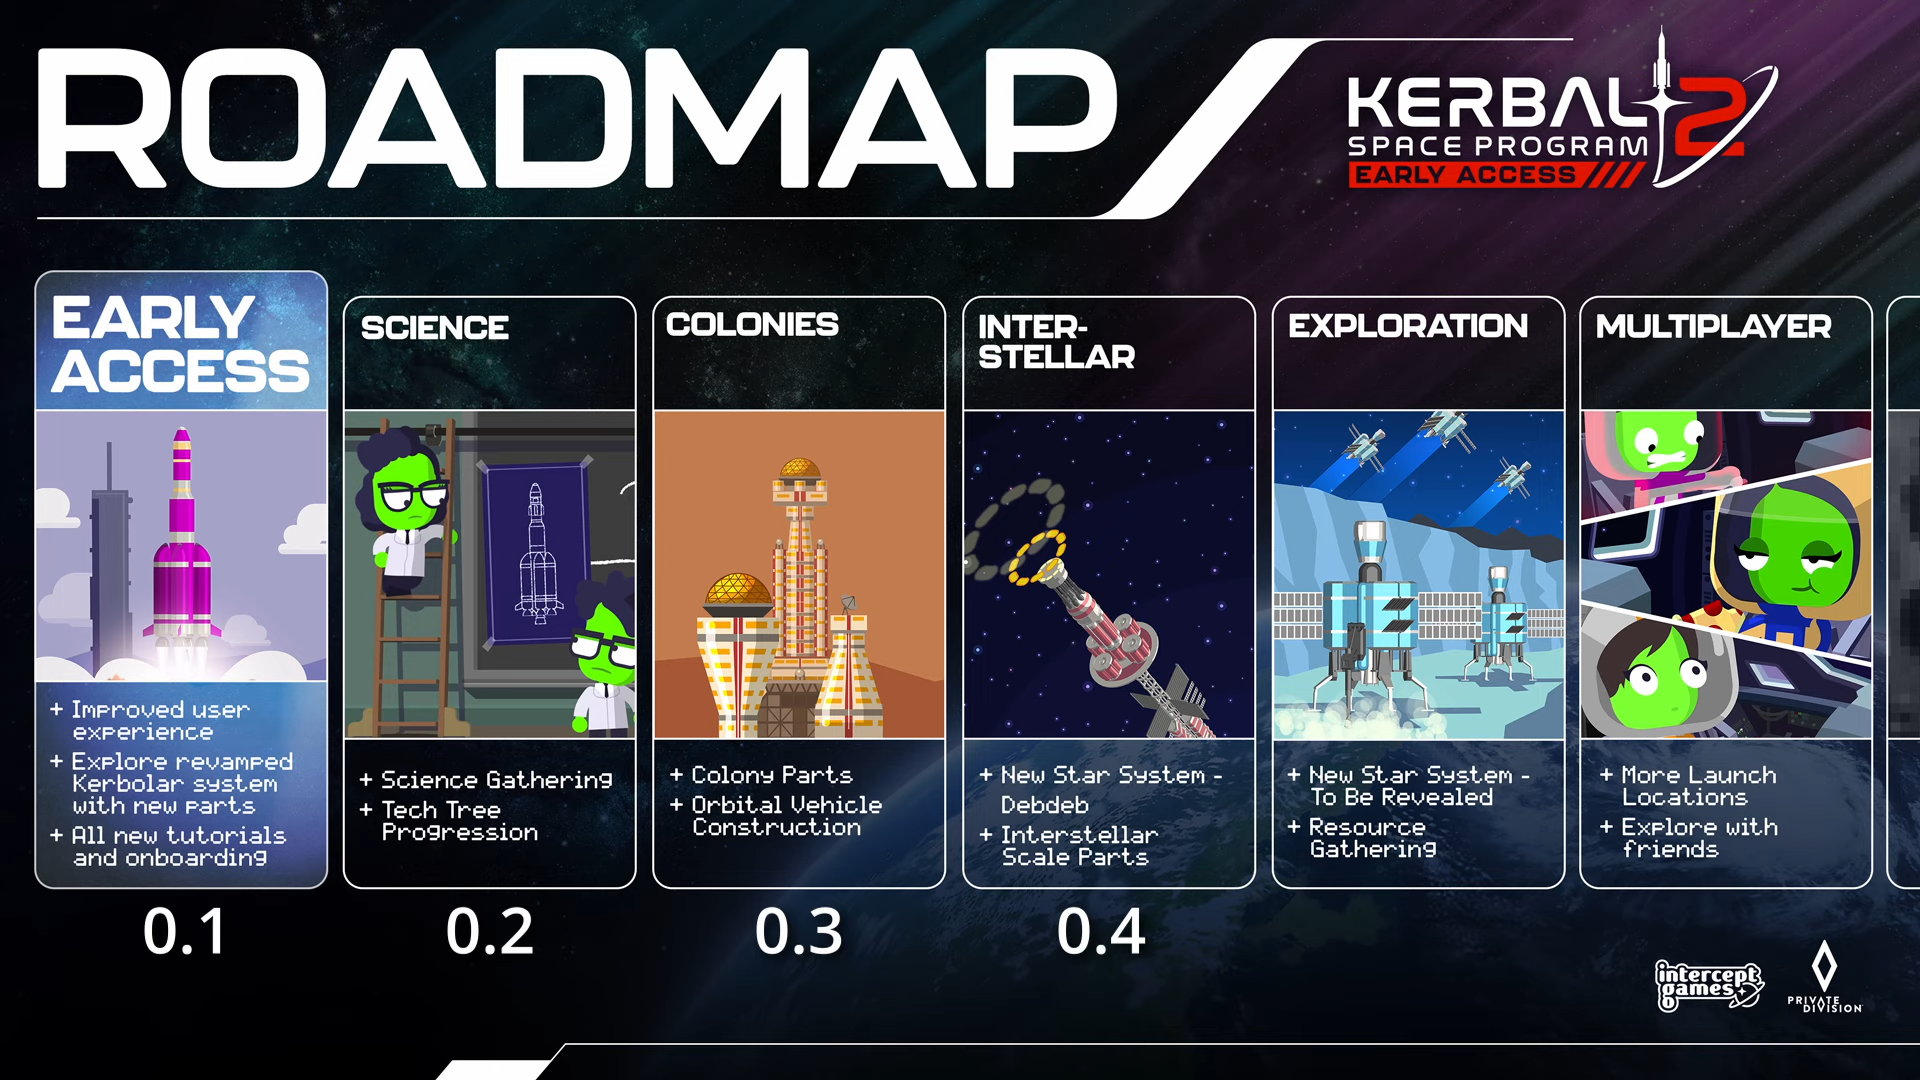 ROADMAP
KERBAL 2
SPACE PROGRAM
EARLY ACCESS
EARLY
ACCESS
+ Improved user
experience
+ Explore revamped
Kerbolar system
with new parts
+ All new tutorials
and onboarding
0.1
SCIENCE
+ Science Gathering
+ Tech Tree
Progression
0.2
COLONIES
+ Colony Parts
+ Orbital Vehicle
Construction
0.3
INTER-
STELLAR
+ New Star System -
Debdeb
+ Interstellar
Scale Parts
0.4
EXPLORATION
+ New Star System -
To Be Revealed
+ Resource
Gathering
MULTIPLAYER
+ More Launch
Locations
+ Explore with
friends
intercept
games
PRIVATE
DIVISION